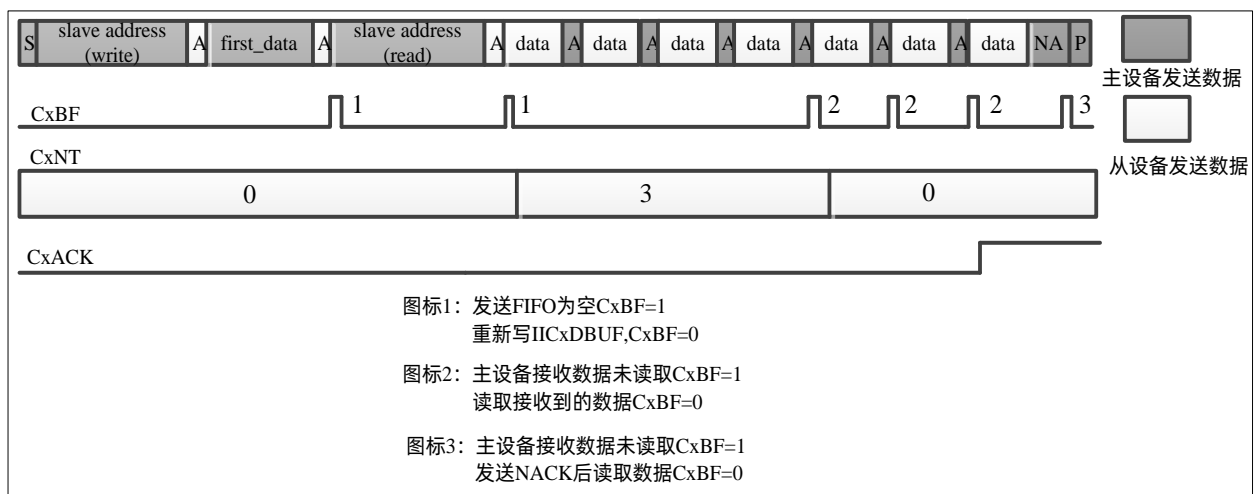 S slave address (write) A first_data A slave address (read) A data A data A data A data A data A data A data NA P
主设备发送数据
CxBF 1 1 2 2 2 3
从设备发送数据
CxNT
0 3 0
CxACK
图标1：发送FIFO为空CxBF=1
重新写IICxDBUF,CxBF=0
图标2：主设备接收数据未读取CxBF=1
读取接收到的数据CxBF=0
图标3：主设备接收数据未读取CxBF=1
发送NACK后读取数据CxBF=0